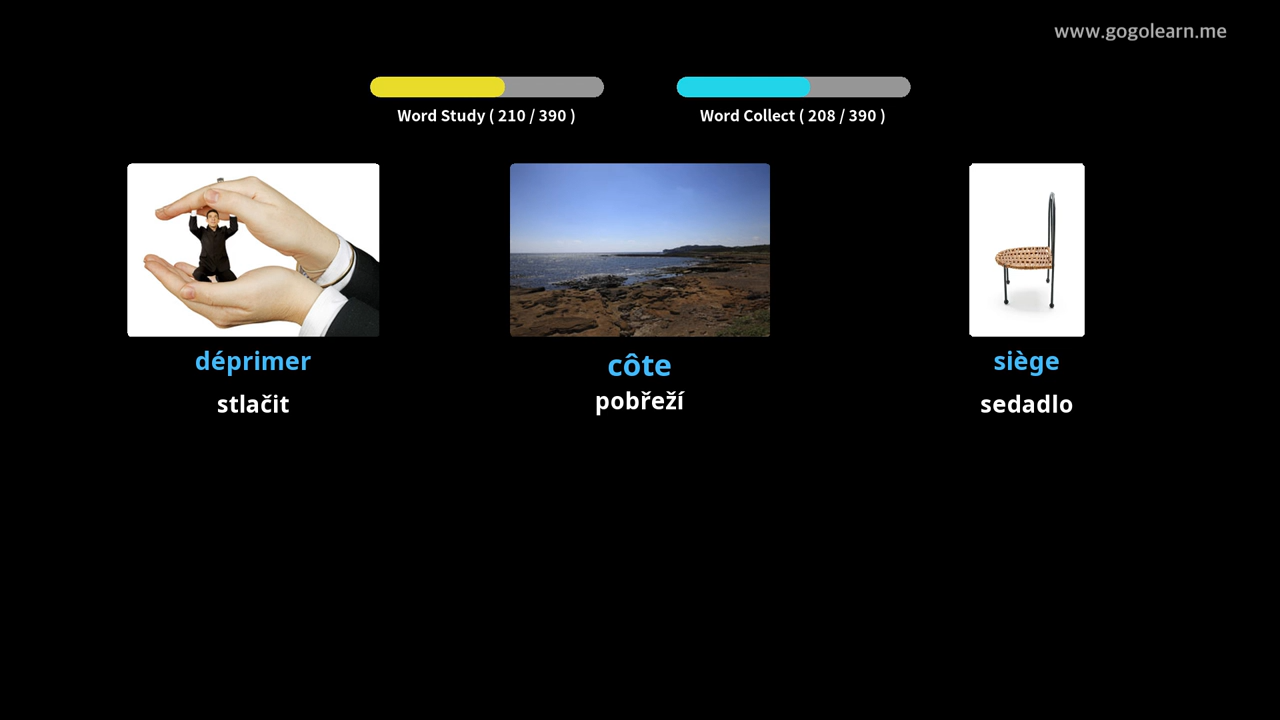 www.gogolearn.me
Word Study ( 210 / 390 )
Word Collect ( 208 / 390 )
déprimer
stlačit
côte
pobřeží
siège
sedadlo